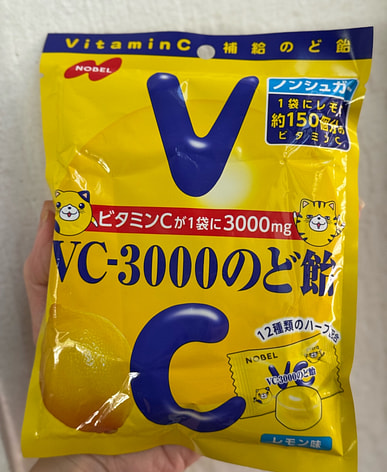 VitaminC 補給のど飴
NOBEL
V
ノンシュガ
1袋にレモン
約150個分の
ビタミンC
ビタミンCが1袋に3000mg
VC-3000のど飴
C
12種類のハーブ
NOBEL
VC-3000のど飴
レモン味